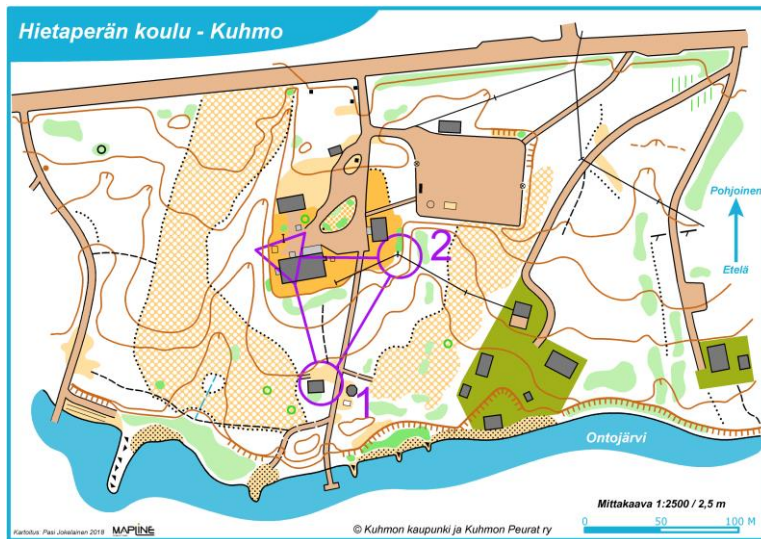 Hietaperän koulu - Kuhmo
Pohjoinen
Etelä
2
1
Ontojärvi
Mittakaava 1:2500 / 2,5 m
0 50 100 M
Kartoitus: Pasi Jokelainen 2018 MAPLINE
© Kuhmon kaupunki ja Kuhmon Peurat ry